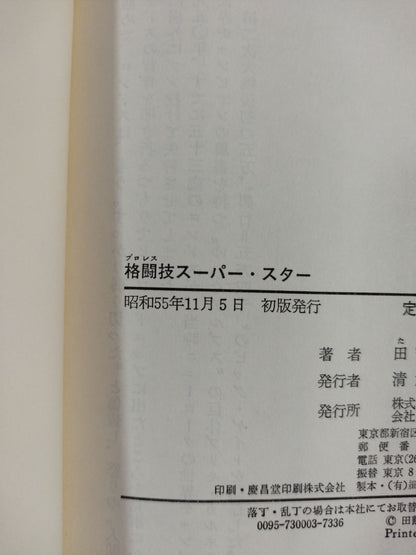 プロレス
格闘技スーパー・スター
昭和55年11月5日 初版発行 定
た
著者 田
発行者 清
発行所 株式
会社
東京都新宿区
郵便番
電話 東京(26
振替 東京 8
印刷・慶昌堂印刷株式会社 製本・(有)
落丁・乱丁の場合は本社にてお取替
0095-730003-7336 © 田
Printe